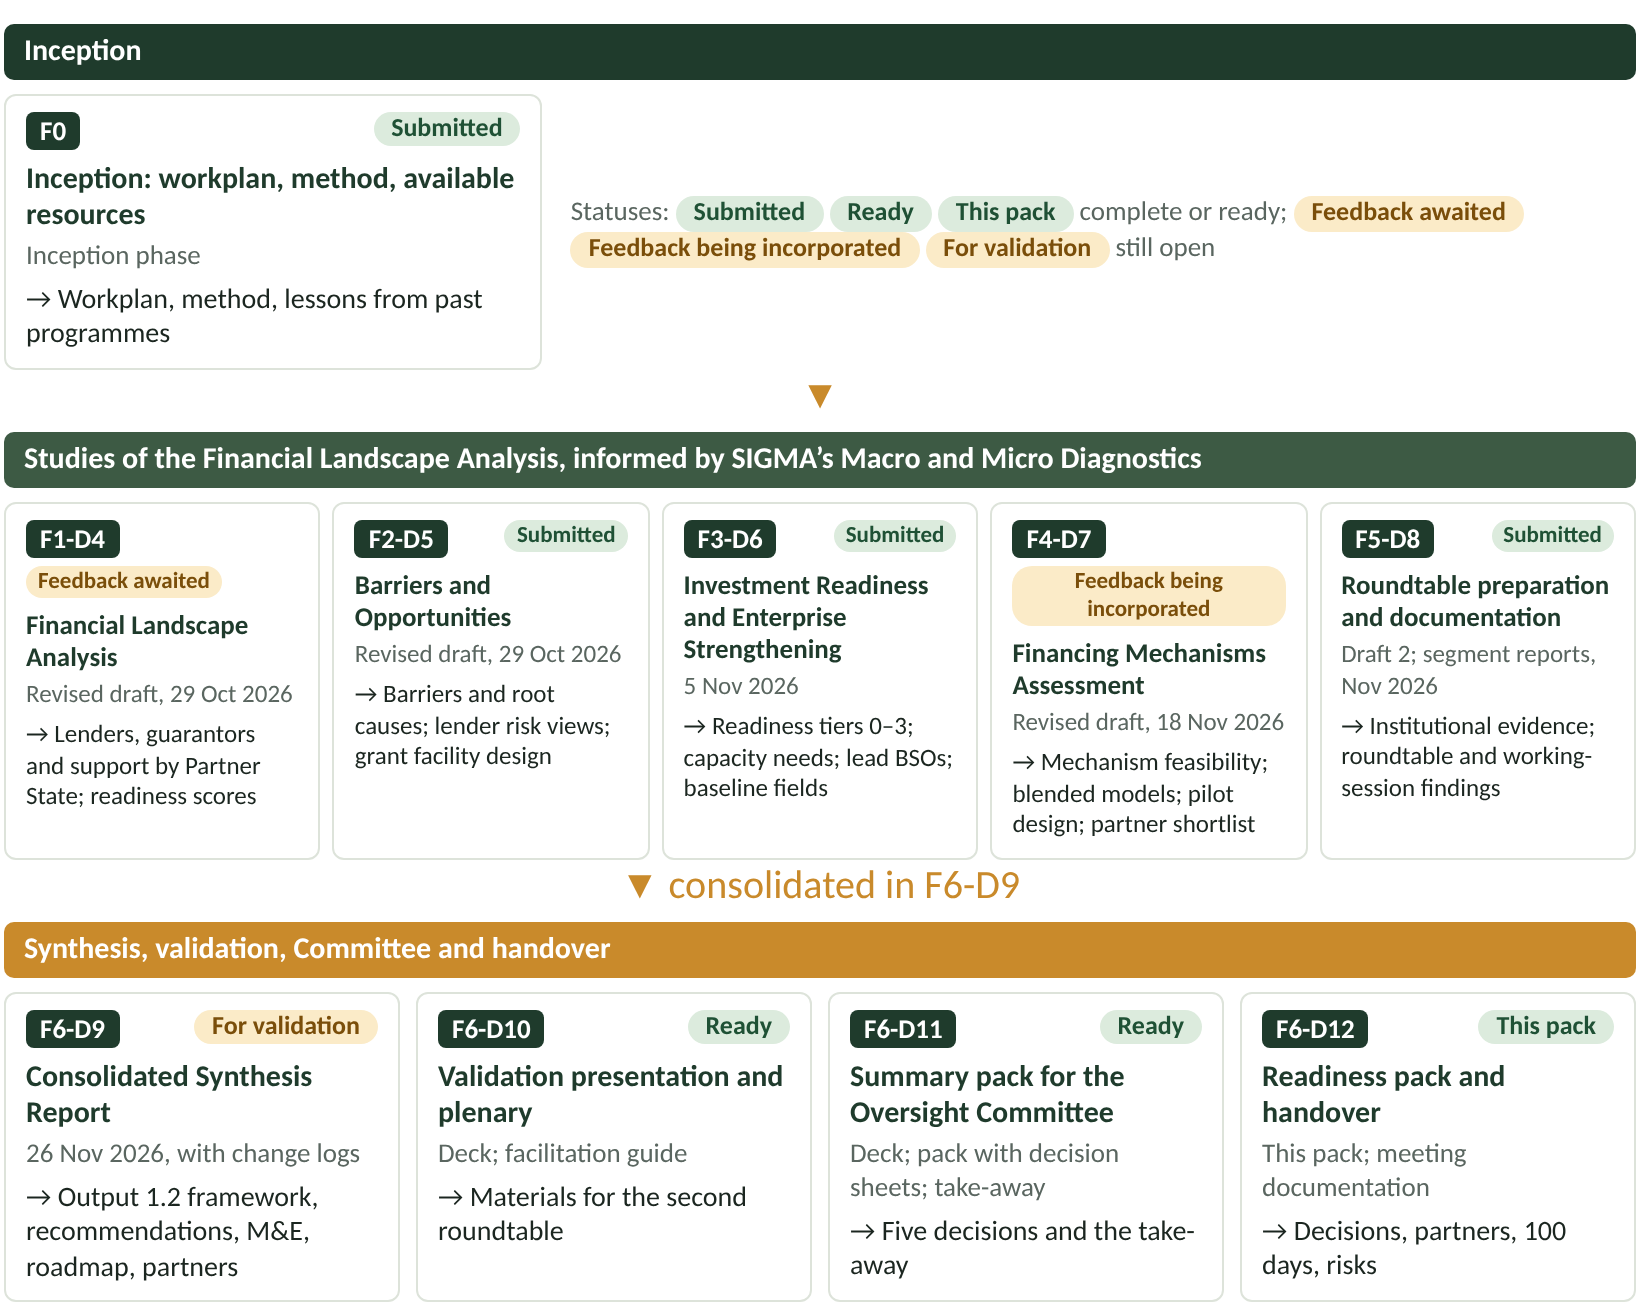 Inception
F0
Submitted
Inception: workplan, method, available
resources
Inception phase
→ Workplan, method, lessons from past
programmes
Statuses: Submitted Ready This pack complete or ready; Feedback awaited
Feedback being incorporated For validation still open
▼
Studies of the Financial Landscape Analysis, informed by SIGMA’s Macro and Micro Diagnostics
F1-D4
Feedback awaited
Financial Landscape
Analysis
Revised draft, 29 Oct 2026
→ Lenders, guarantors
and support by Partner
State; readiness scores
F2-D5
Submitted
Barriers and
Opportunities
Revised draft, 29 Oct 2026
→ Barriers and root
causes; lender risk views;
grant facility design
F3-D6
Submitted
Investment Readiness
and Enterprise
Strengthening
5 Nov 2026
→ Readiness tiers 0–3;
capacity needs; lead BSOs;
baseline fields
F4-D7
Feedback being
incorporated
Financing Mechanisms
Assessment
Revised draft, 18 Nov 2026
→ Mechanism feasibility;
blended models; pilot
design; partner shortlist
F5-D8
Submitted
Roundtable preparation
and documentation
Draft 2; segment reports,
Nov 2026
→ Institutional evidence;
roundtable and working-
session findings
▼ consolidated in F6-D9
Synthesis, validation, Committee and handover
F6-D9
For validation
Consolidated Synthesis
Report
26 Nov 2026, with change logs
→ Output 1.2 framework,
recommendations, M&E,
roadmap, partners
F6-D10
Ready
Validation presentation and
plenary
Deck; facilitation guide
→ Materials for the second
roundtable
F6-D11
Ready
Summary pack for the
Oversight Committee
Deck; pack with decision
sheets; take-away
→ Five decisions and the take-
away
F6-D12
This pack
Readiness pack and
handover
This pack; meeting
documentation
→ Decisions, partners, 100
days, risks